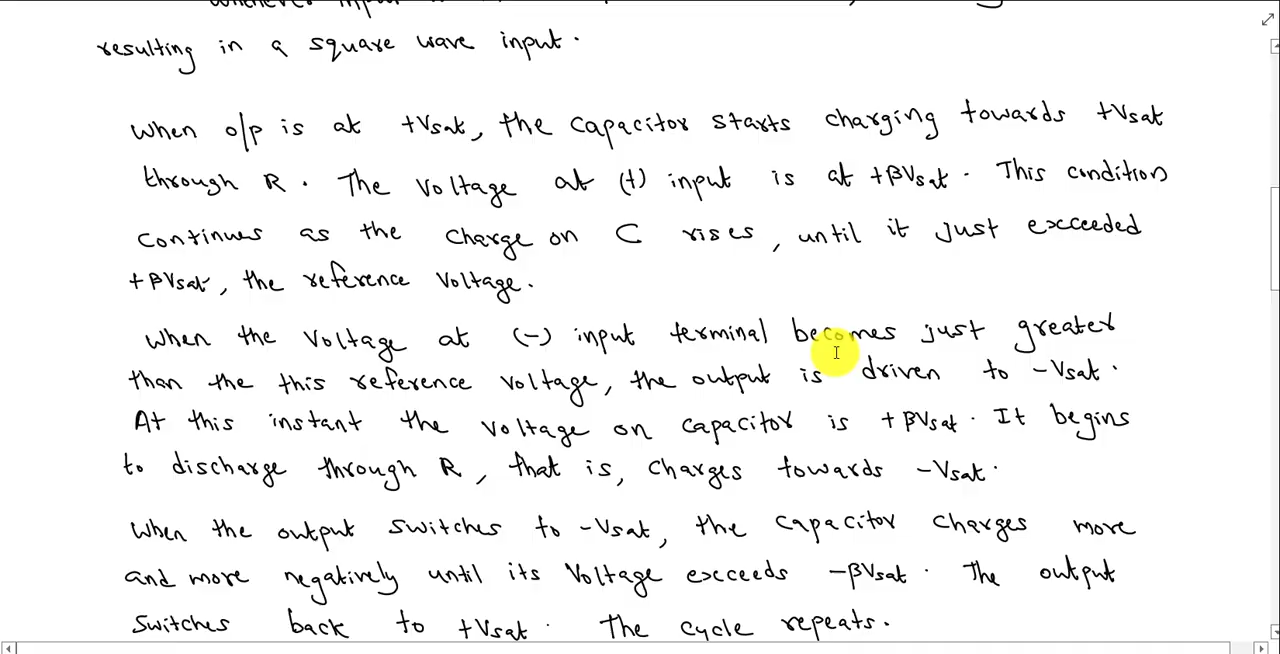 resulting in a square wave input.
When o/p is at +Vsat, the capacitor starts charging towards +Vsat
through R. The voltage at (+) input is at +βVsat. This condition
continues as the charge on C rises, until it just excceeded
+βVsat, the reference voltage.
When the voltage at (-) input terminal becomes just greater
than the this reference voltage, the output is driven to -Vsat.
At this instant the voltage on capacitor is +βVsat. It begins
to discharge through R, that is, charges towards -Vsat.
When the output switches to -Vsat, the capacitor charges more
and more negatively until its voltage excceeds -βVsat. The output
switches back to +Vsat. The cycle repeats.